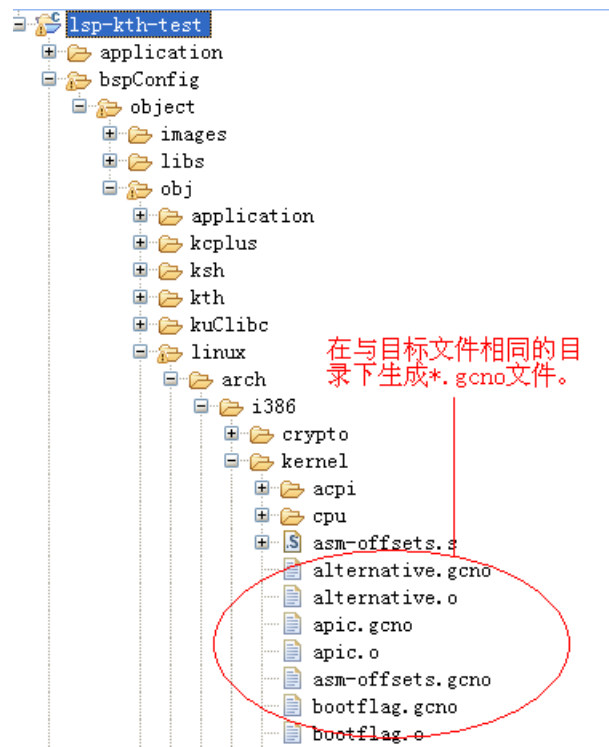 lsp-kth-test
application
bspConfig
object
images
libs
obj
application
kcplus
ksh
kth
kuClibc
linux
在与目标文件相同的目
录下生成*.gcno文件。
arch
i386
crypto
kernel
acpi
cpu
asm-offsets.s
alternative.gcno
alternative.o
apic.gcno
apic.o
asm-offsets.gcno
bootflag.gcno
bootflag.o